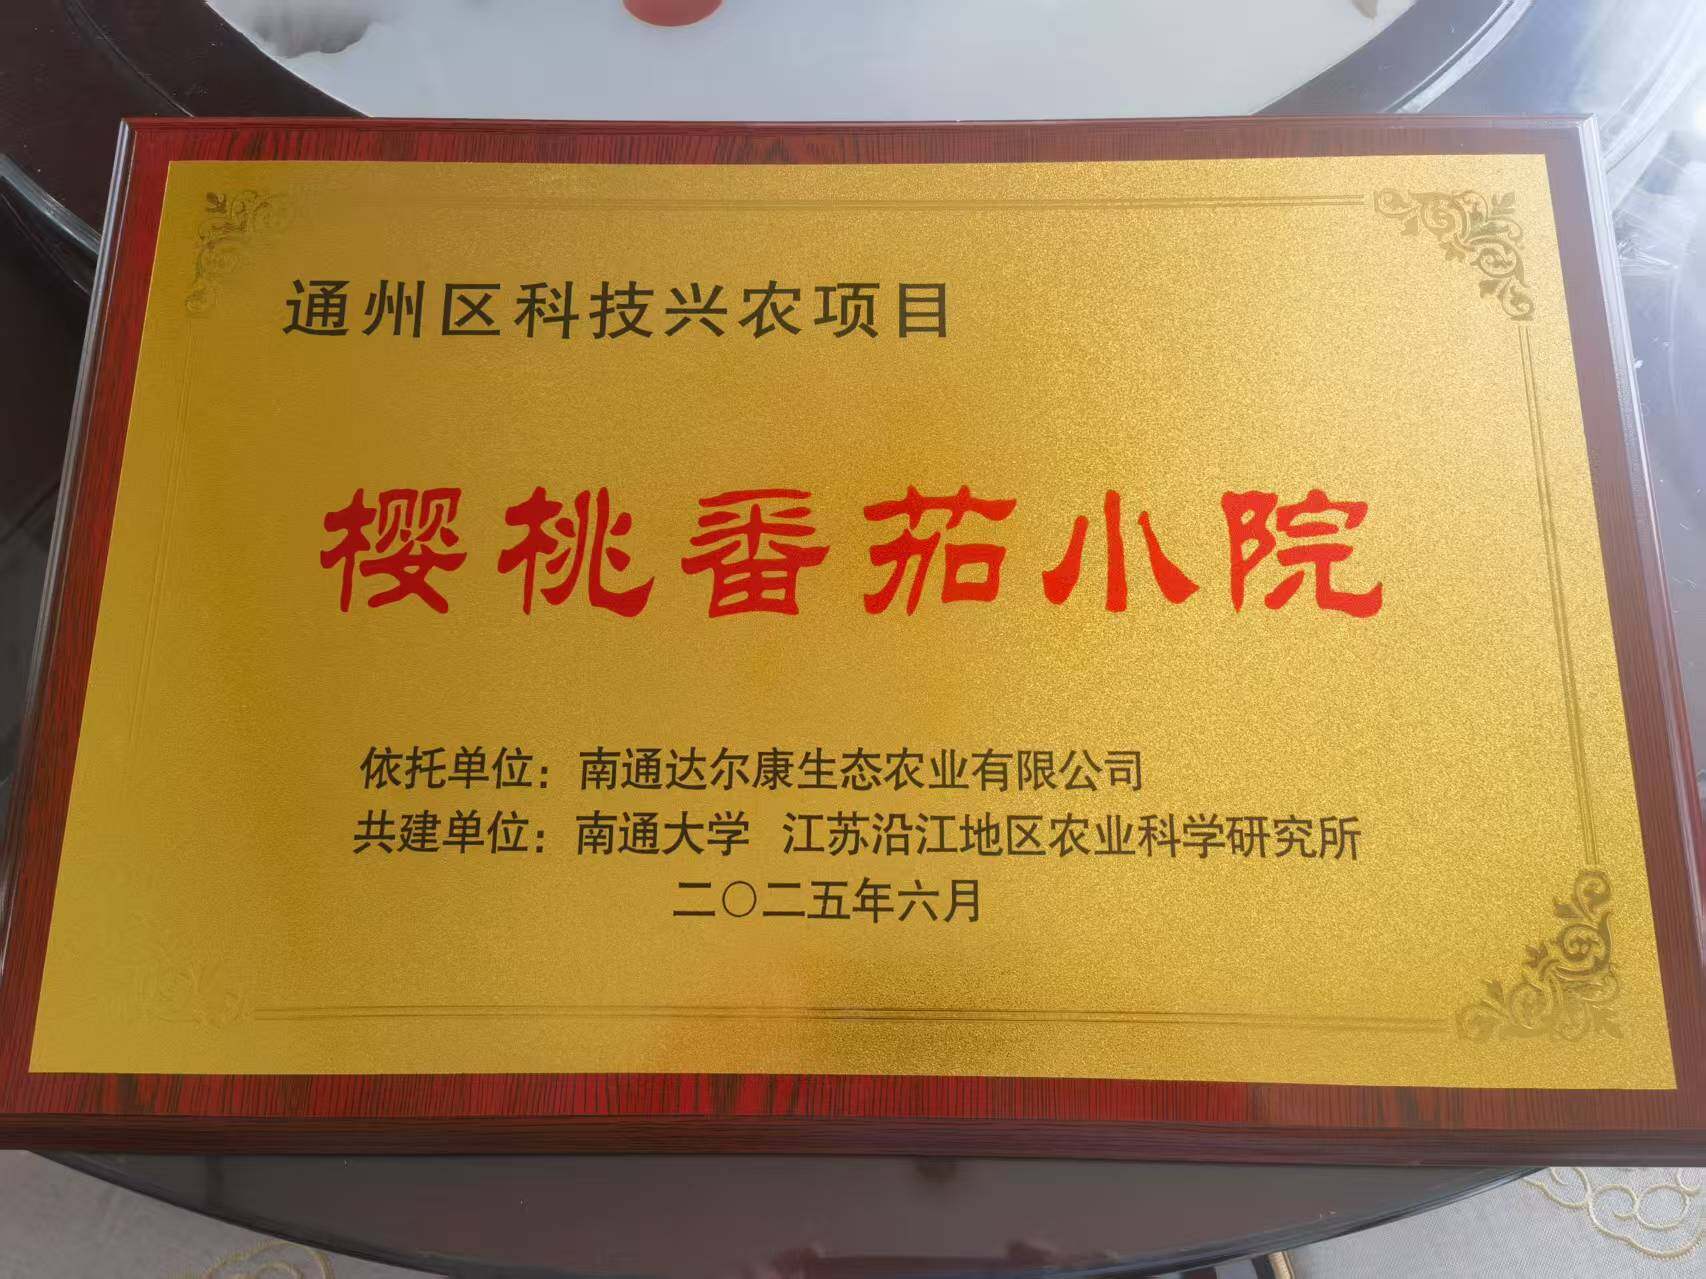 通州区科技兴农项目
樱桃番茄小院
依托单位：南通达尔康生态农业有限公司
共建单位：南通大学 江苏沿江地区农业科学研究所
二〇二五年六月